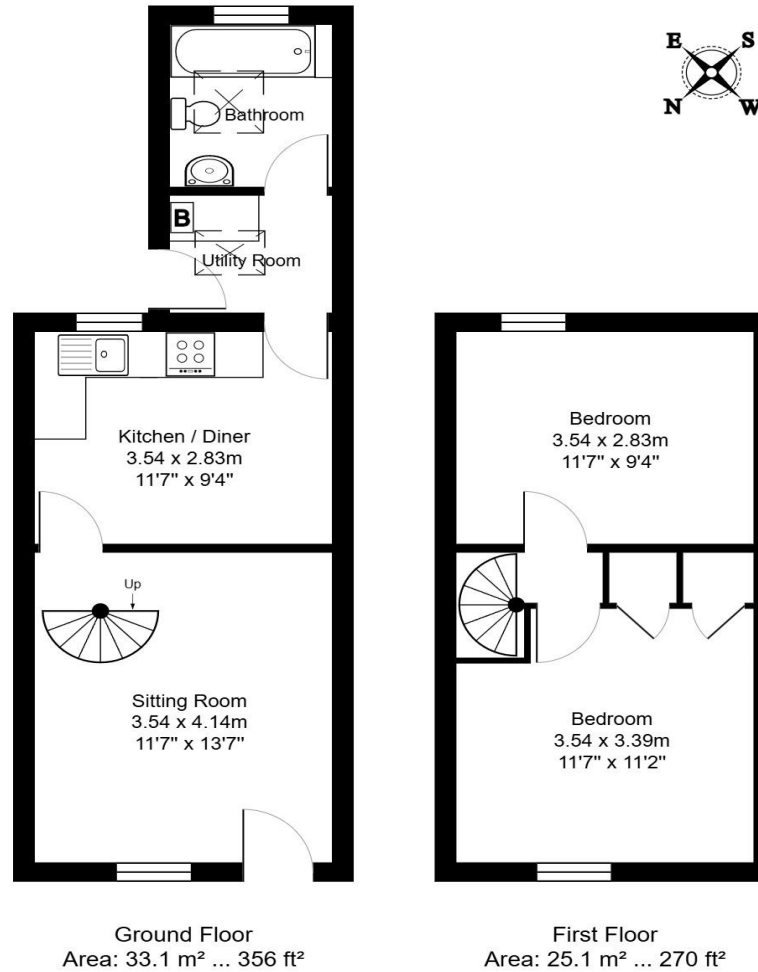 E S
N W
Bathroom
B
Utility Room
Kitchen / Diner
3.54 x 2.83m
11'7" x 9'4"
Up
Sitting Room
3.54 x 4.14m
11'7" x 13'7"
Ground Floor
Area: 33.1 m² ... 356 ft²
Bedroom
3.54 x 2.83m
11'7" x 9'4"
Bedroom
3.54 x 3.39m
11'7" x 11'2"
First Floor
Area: 25.1 m² ... 270 ft²